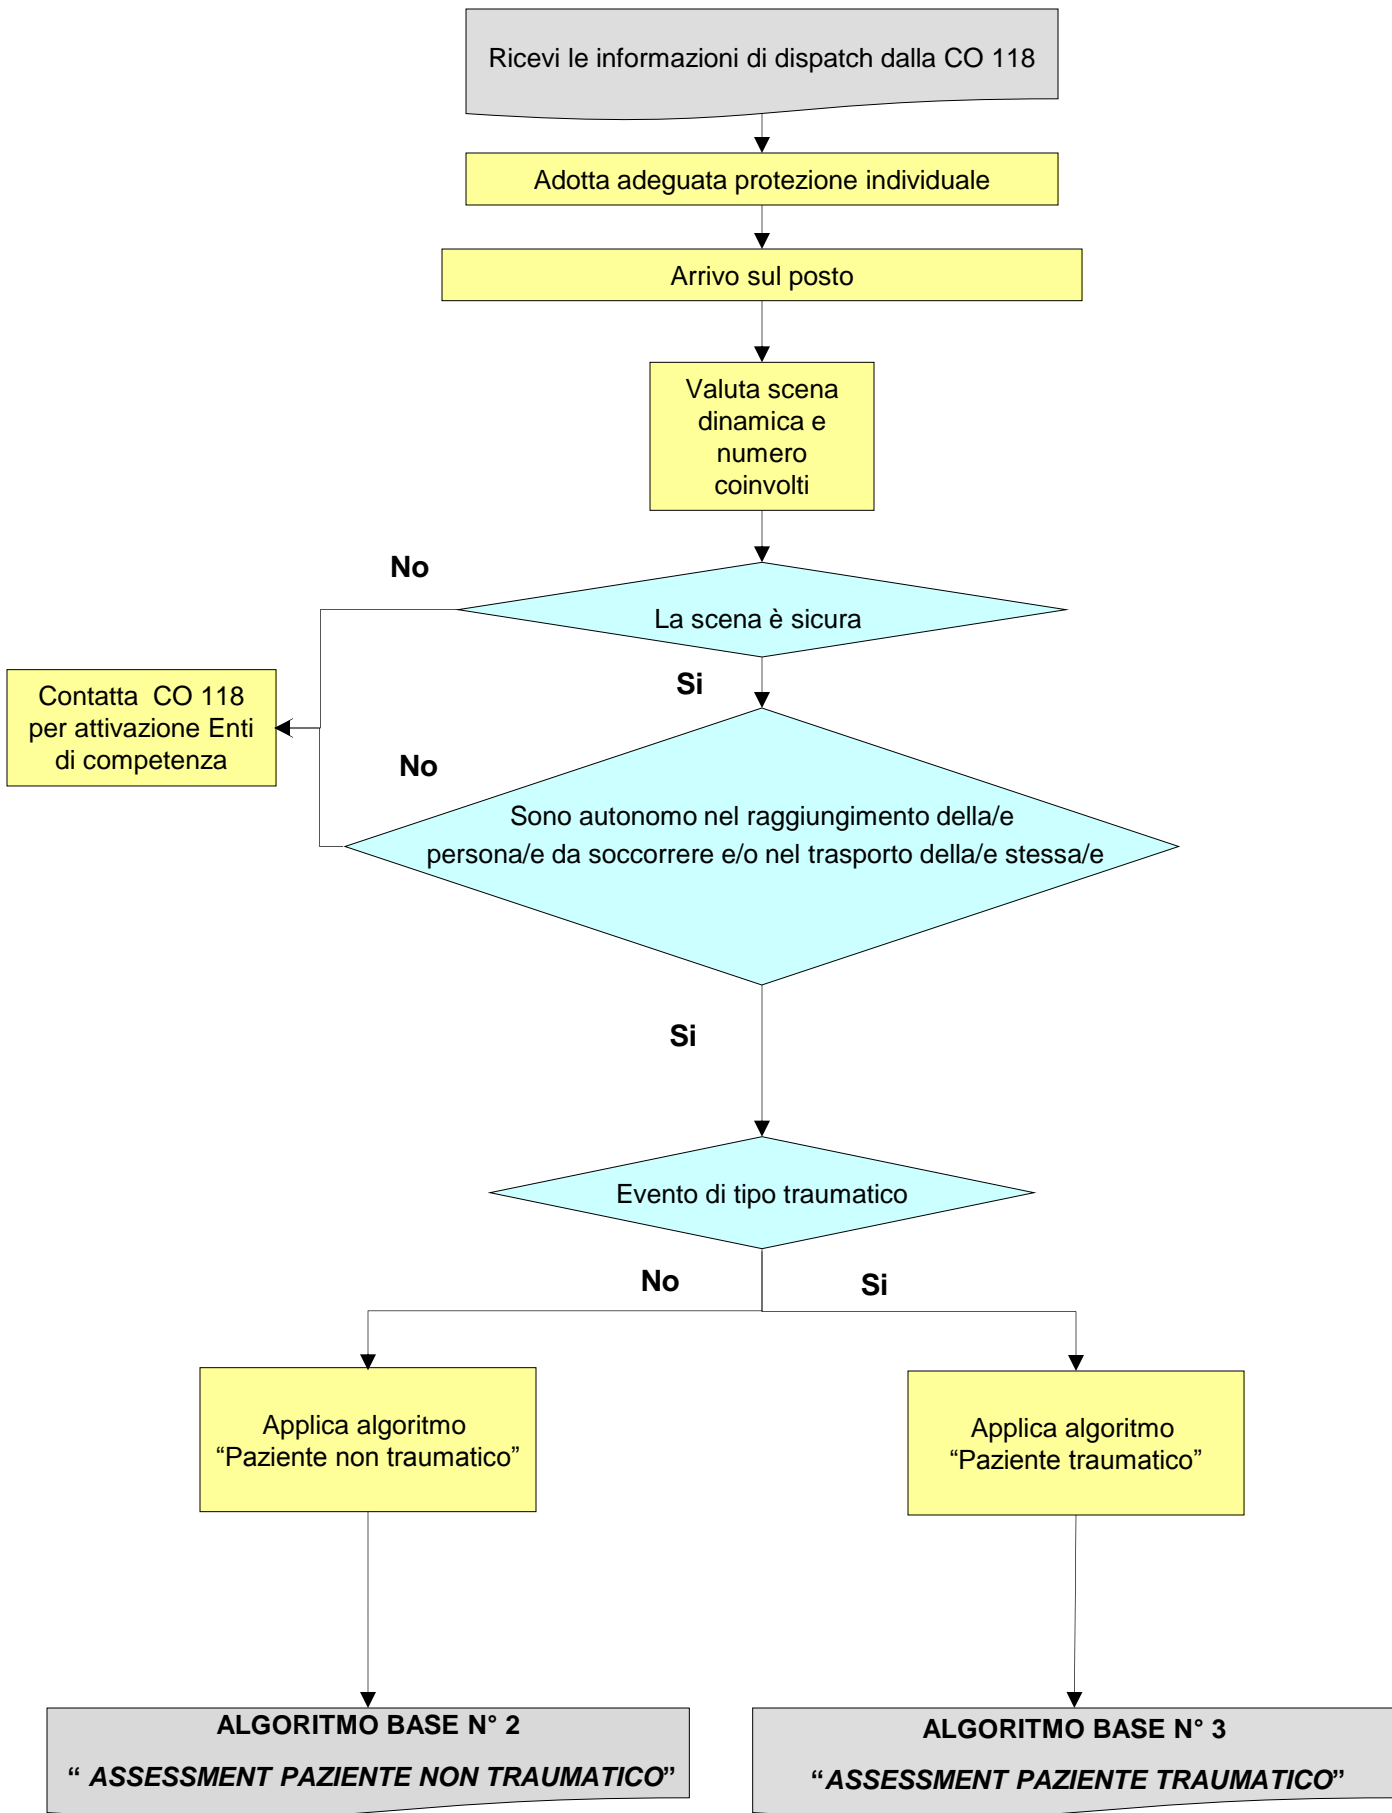 Ricevi le informazioni di dispatch dalla CO 118
Adotta adeguata protezione individuale
Arrivo sul posto
Valuta scena
dinamica e
numero
coinvolti
No
La scena è sicura
Si
Contatta CO 118
per attivazione Enti
di competenza
No
Sono autonomo nel raggiungimento della/e
persona/e da soccorrere e/o nel trasporto della/e stessa/e
Si
Evento di tipo traumatico
No
Si
Applica algoritmo
“Paziente non traumatico”
Applica algoritmo
“Paziente traumatico”
ALGORITMO BASE N° 2
“ ASSESSMENT PAZIENTE NON TRAUMATICO”
ALGORITMO BASE N° 3
“ASSESSMENT PAZIENTE TRAUMATICO”